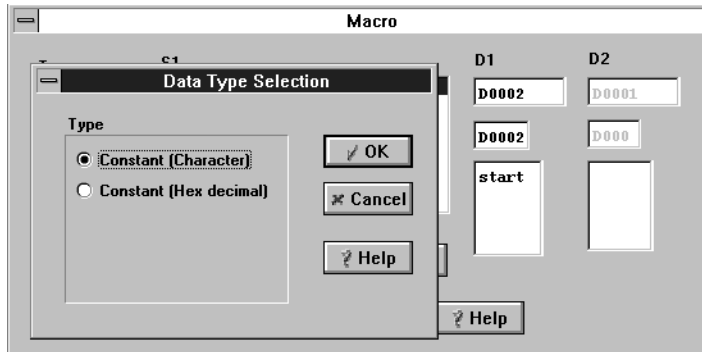 Macro
S1
D1
D2
Data Type Selection
D0002
D0001
Type
OK
D0002
D000
Constant (Character)
start
Constant (Hex decimal)
Cancel
Help
Help